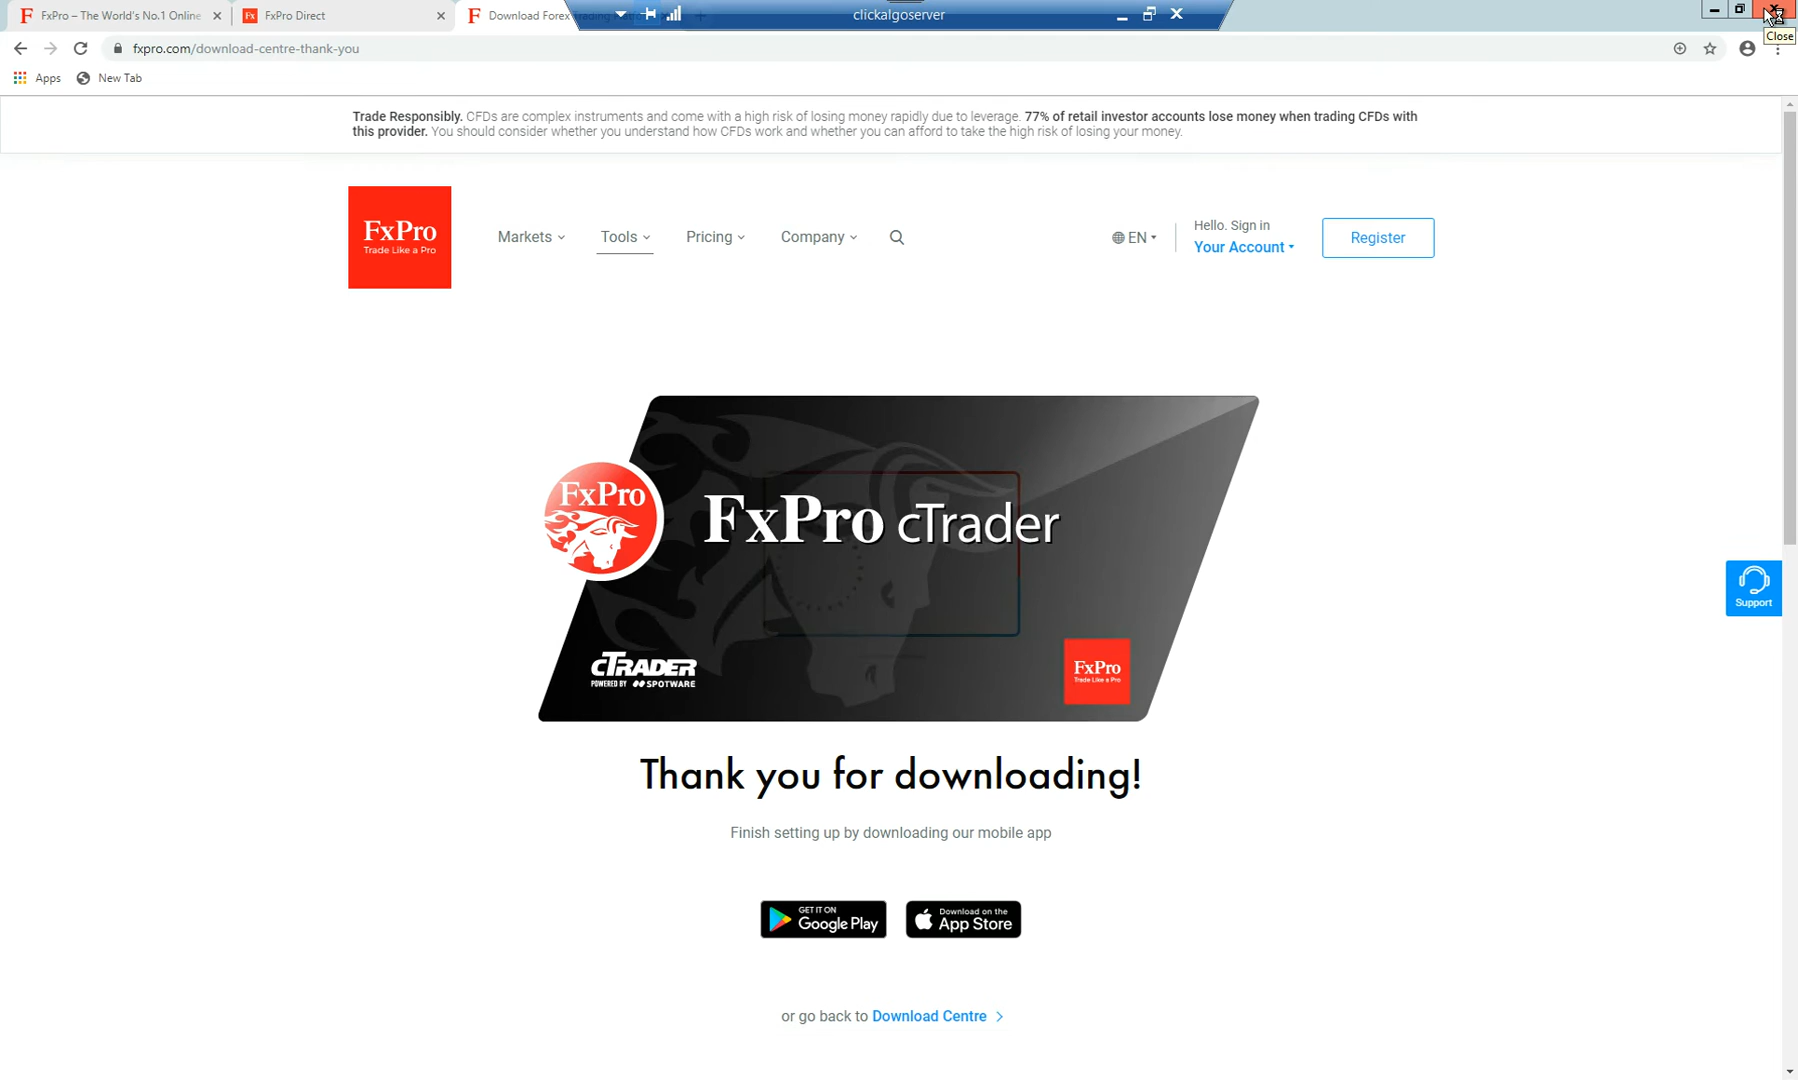 FxPro – The World's No.1 Online
FxPro Direct
Download Forex Trading
clickalgoserver
Close
fxpro.com/download-centre-thank-you
Apps
New Tab
Trade Responsibly. CFDs are complex instruments and come with a high risk of losing money rapidly due to leverage. 77% of retail investor accounts lose money when trading CFDs with
this provider. You should consider whether you understand how CFDs work and whether you can afford to take the high risk of losing your money.
FxPro
Trade Like a Pro
Markets
Tools
Pricing
Company
EN
Hello. Sign in
Your Account
Register
FxPro
FxPro cTrader
cTRADER
POWERED BY SPOTWARE
FxPro
Trade Like a Pro
Support
Thank you for downloading!
Finish setting up by downloading our mobile app
GET IT ON
Google Play
Download on the
App Store
or go back to Download Centre >